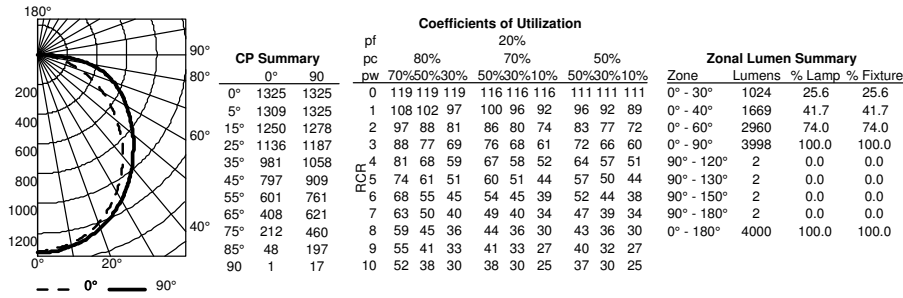 180°
90°
80°
200
400
60°
600
800
1000
40°
1200
0° 20°
0° 90°
CP Summary
0° 90
0° 1325 1325
5° 1309 1325
15° 1250 1278
25° 1136 1187
35° 981 1058
45° 797 909
55° 601 761
65° 408 621
75° 212 460
85° 48 197
90 1 17
Coefficients of Utilization
pf 20%
pc 80% 70% 50%
pw 70%50%30% 50%30%10% 50%30%10%
RCR
0 119 119 119 116 116 116 111 111 111
1 108 102 97 100 96 92 96 92 89
2 97 88 81 86 80 74 83 77 72
3 88 77 69 76 68 61 72 66 60
4 81 68 59 67 58 52 64 57 51
5 74 61 51 60 51 44 57 50 44
6 68 55 45 54 45 39 52 44 38
7 63 50 40 49 40 34 47 39 34
8 59 45 36 44 36 30 43 36 30
9 55 41 33 41 33 27 40 32 27
10 52 38 30 38 30 25 37 30 25
Zonal Lumen Summary
Zone Lumens % Lamp % Fixture
0° - 30° 1024 25.6 25.6
0° - 40° 1669 41.7 41.7
0° - 60° 2960 74.0 74.0
0° - 90° 3998 100.0 100.0
90° - 120° 2 0.0 0.0
90° - 130° 2 0.0 0.0
90° - 150° 2 0.0 0.0
90° - 180° 2 0.0 0.0
0° - 180° 4000 100.0 100.0